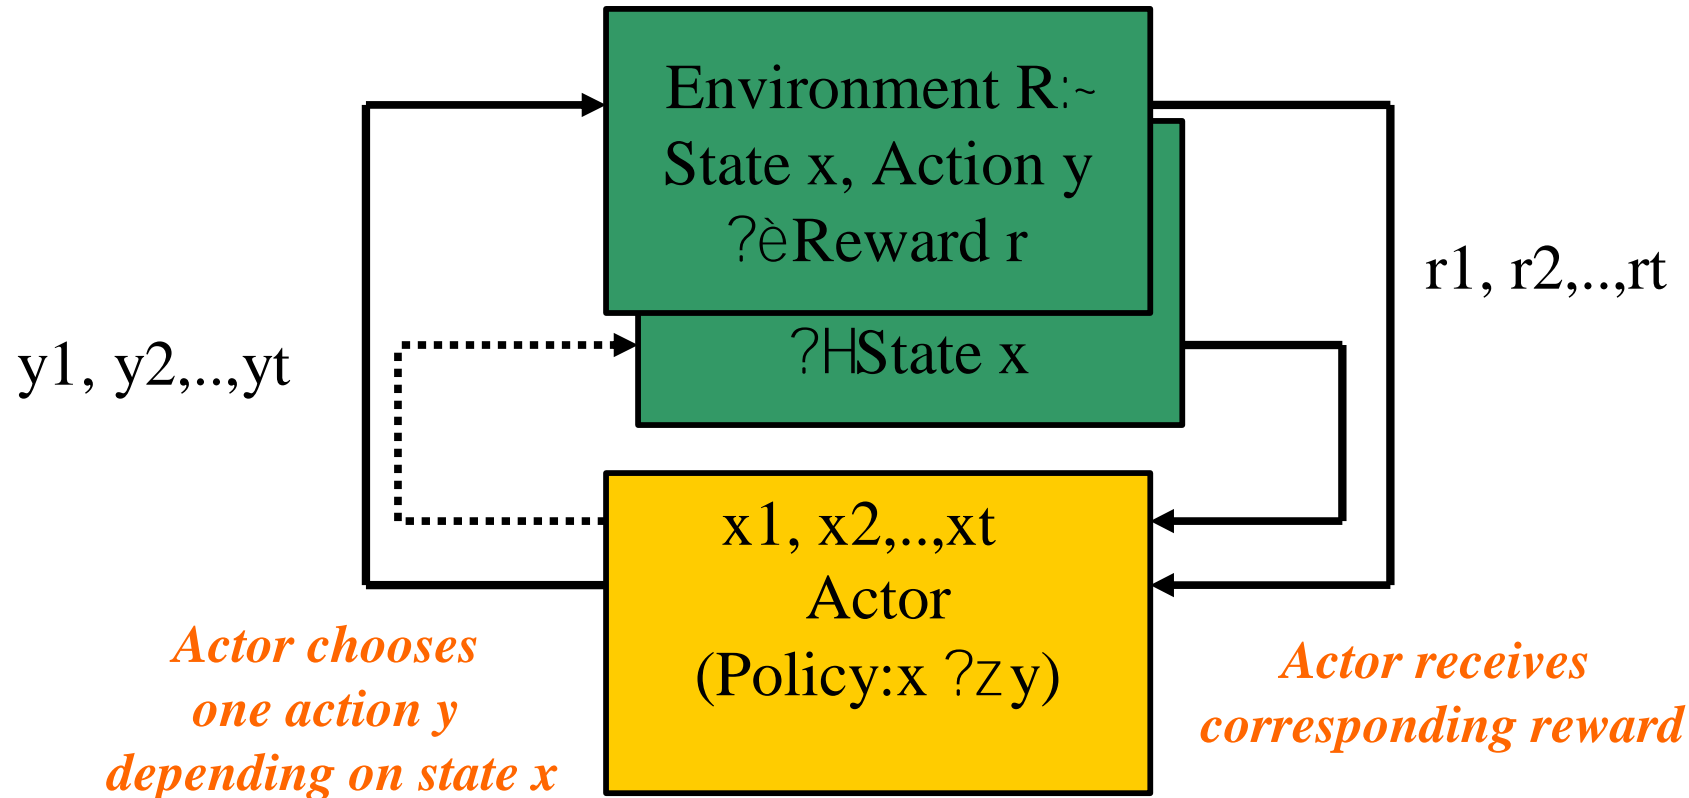 Environment R:~
State x, Action y
?èReward r
?HState x
r1, r2,..,rt
y1, y2,..,yt
x1, x2,..,xt
Actor
(Policy:x ?z y)
Actor chooses
one action y
depending on state x
Actor receives
corresponding reward